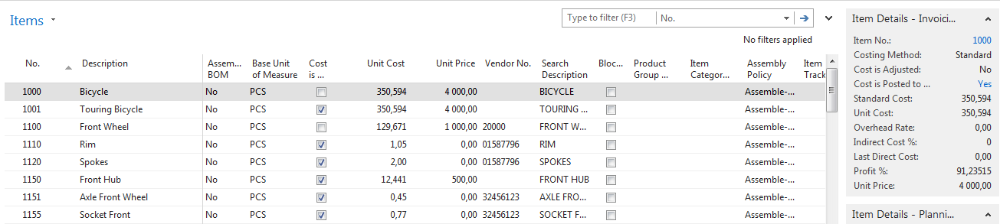 Items
Type to filter (F3) No.
No filters applied
No. Description Assem... BOM Base Unit of Measure Cost is ... Unit Cost Unit Price Vendor No. Search Description Bloc... Product Group ... Item Categor... Assembly Policy Item Track
1000 Bicycle No PCS 350,594 4 000,00 BICYCLE Assemble-...
1001 Touring Bicycle No PCS 350,594 4 000,00 TOURING ... Assemble-...
1100 Front Wheel No PCS 129,671 1 000,00 20000 FRONT W... Assemble-...
1110 Rim No PCS 1,05 0,00 01587796 RIM Assemble-...
1120 Spokes No PCS 2,00 0,00 01587796 SPOKES Assemble-...
1150 Front Hub No PCS 12,441 500,00 FRONT HUB Assemble-...
1151 Axle Front Wheel No PCS 0,45 0,00 32456123 AXLE FRO... Assemble-...
1155 Socket Front No PCS 0,77 0,00 32456123 SOCKET F... Assemble-...
Item Details - Invoici...
Item No.: 1000
Costing Method: Standard
Cost is Adjusted: No
Cost is Posted to ... Yes
Standard Cost: 350,594
Unit Cost: 350,594
Overhead Rate: 0,00
Indirect Cost %: 0
Last Direct Cost: 0,00
Profit %: 91,23515
Unit Price: 4 000,00
Item Details - Planni...